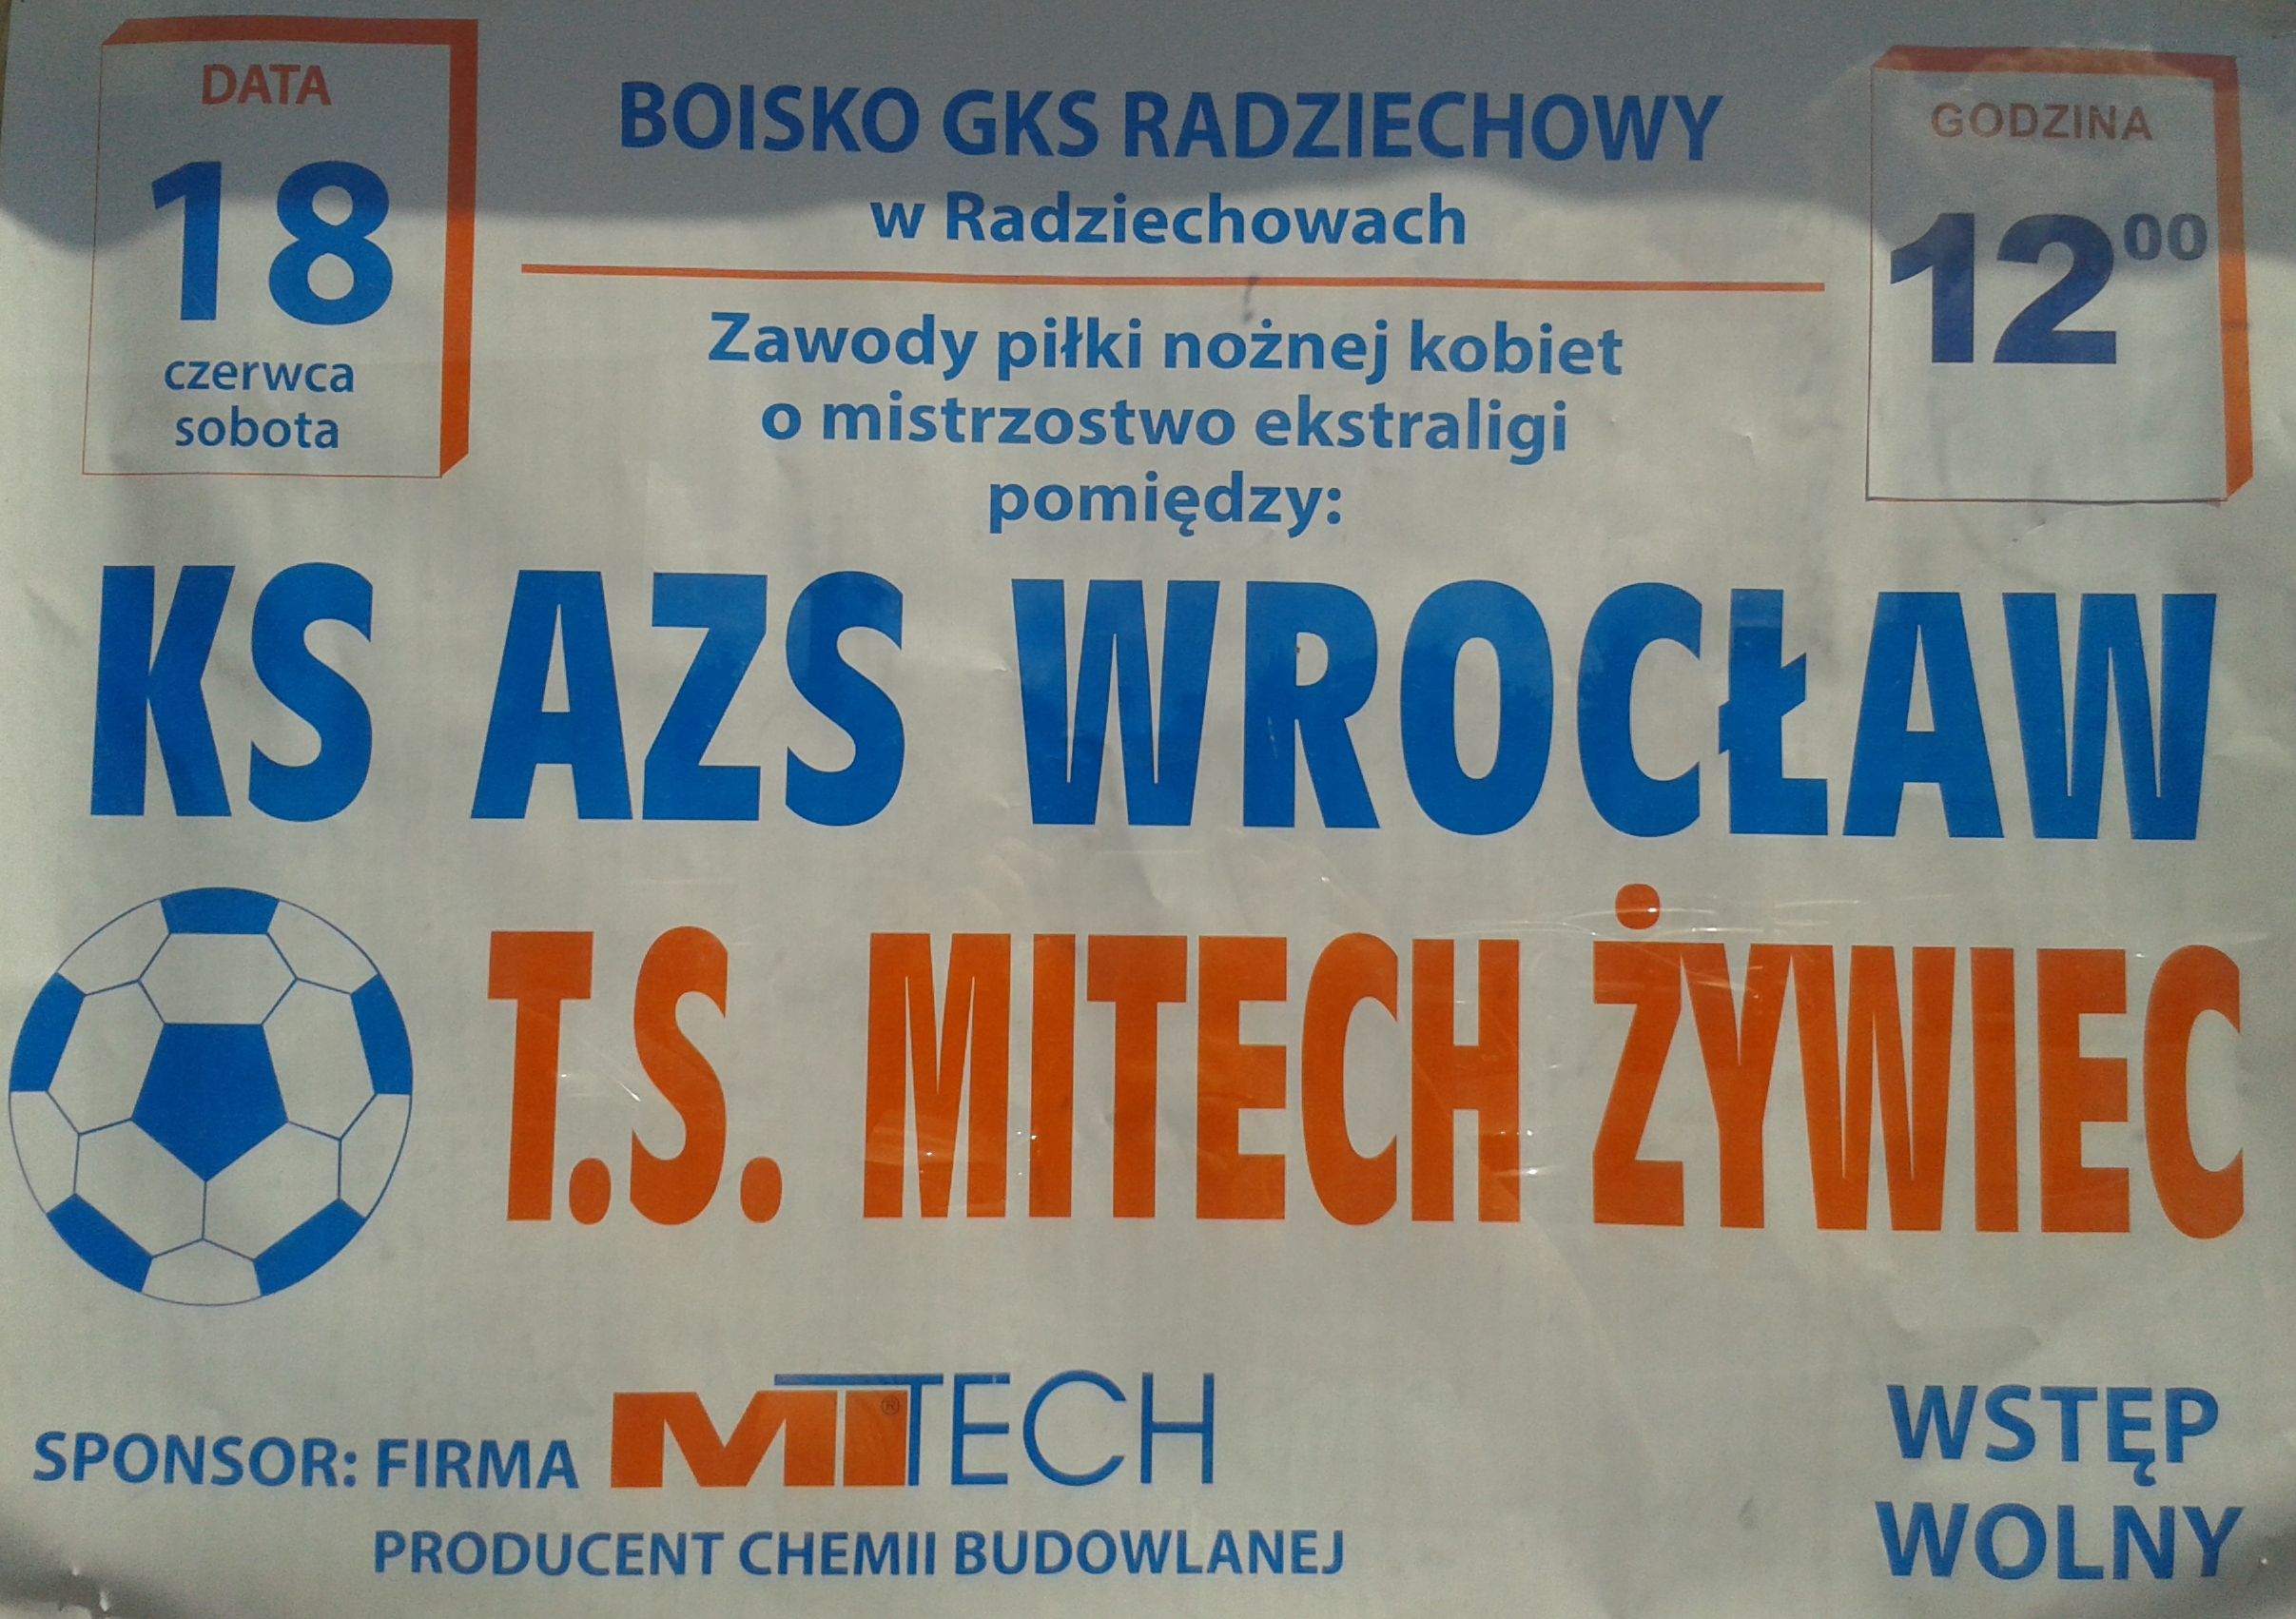 DATA
18
czerwca
sobota
BOISKO GKS RADZIECHOWY
w Radziechowach
GODZINA
12⁰⁰
Zawody piłki nożnej kobiet
o mistrzostwo ekstraligi
pomiędzy:
KS AZS WROCŁAW
T.S. MITECH ŻYWIEC
SPONSOR: FIRMA MITECH®
PRODUCENT CHEMII BUDOWLANEJ
WSTĘP
WOLNY